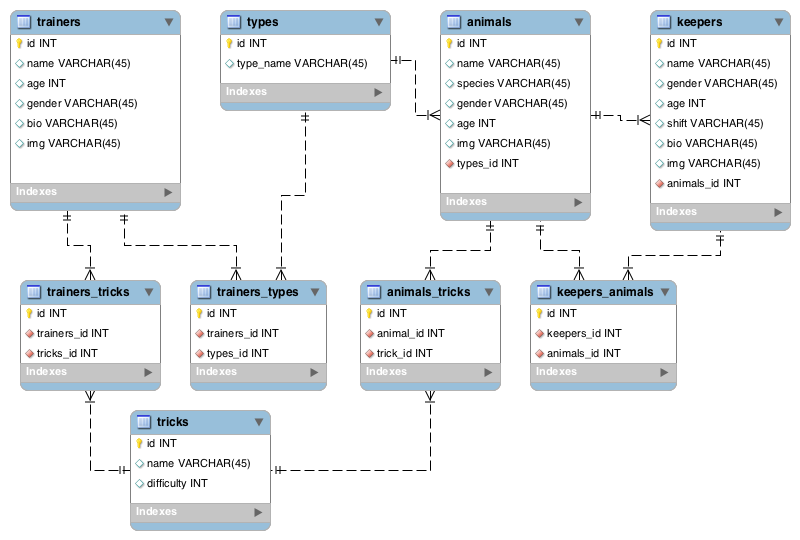 trainers
id INT
name VARCHAR(45)
age INT
gender VARCHAR(45)
bio VARCHAR(45)
img VARCHAR(45)
Indexes
types
id INT
type_name VARCHAR(45)
Indexes
animals
id INT
name VARCHAR(45)
species VARCHAR(45)
gender VARCHAR(45)
age INT
img VARCHAR(45)
types_id INT
Indexes
keepers
id INT
name VARCHAR(45)
gender VARCHAR(45)
age INT
shift VARCHAR(45)
bio VARCHAR(45)
img VARCHAR(45)
animals_id INT
Indexes
trainers_tricks
id INT
trainers_id INT
tricks_id INT
Indexes
trainers_types
id INT
trainers_id INT
types_id INT
Indexes
animals_tricks
id INT
animal_id INT
trick_id INT
Indexes
keepers_animals
id INT
keepers_id INT
animals_id INT
Indexes
tricks
id INT
name VARCHAR(45)
difficulty INT
Indexes